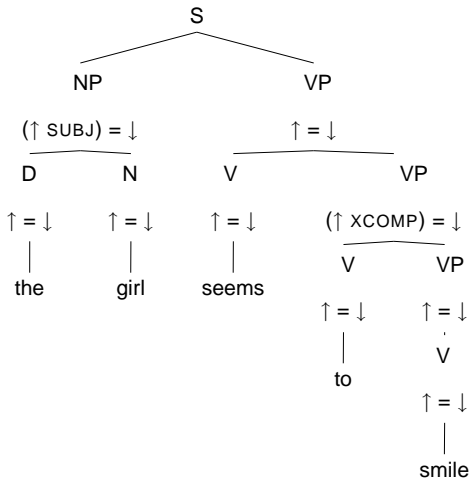 S
NP VP
(↑ SUBJ) = ↓ ↑ = ↓
D N V VP
↑ = ↓ ↑ = ↓ ↑ = ↓ (↑ XCOMP) = ↓
the girl seems V VP
↑ = ↓ ↑ = ↓
to V
↑ = ↓
smile